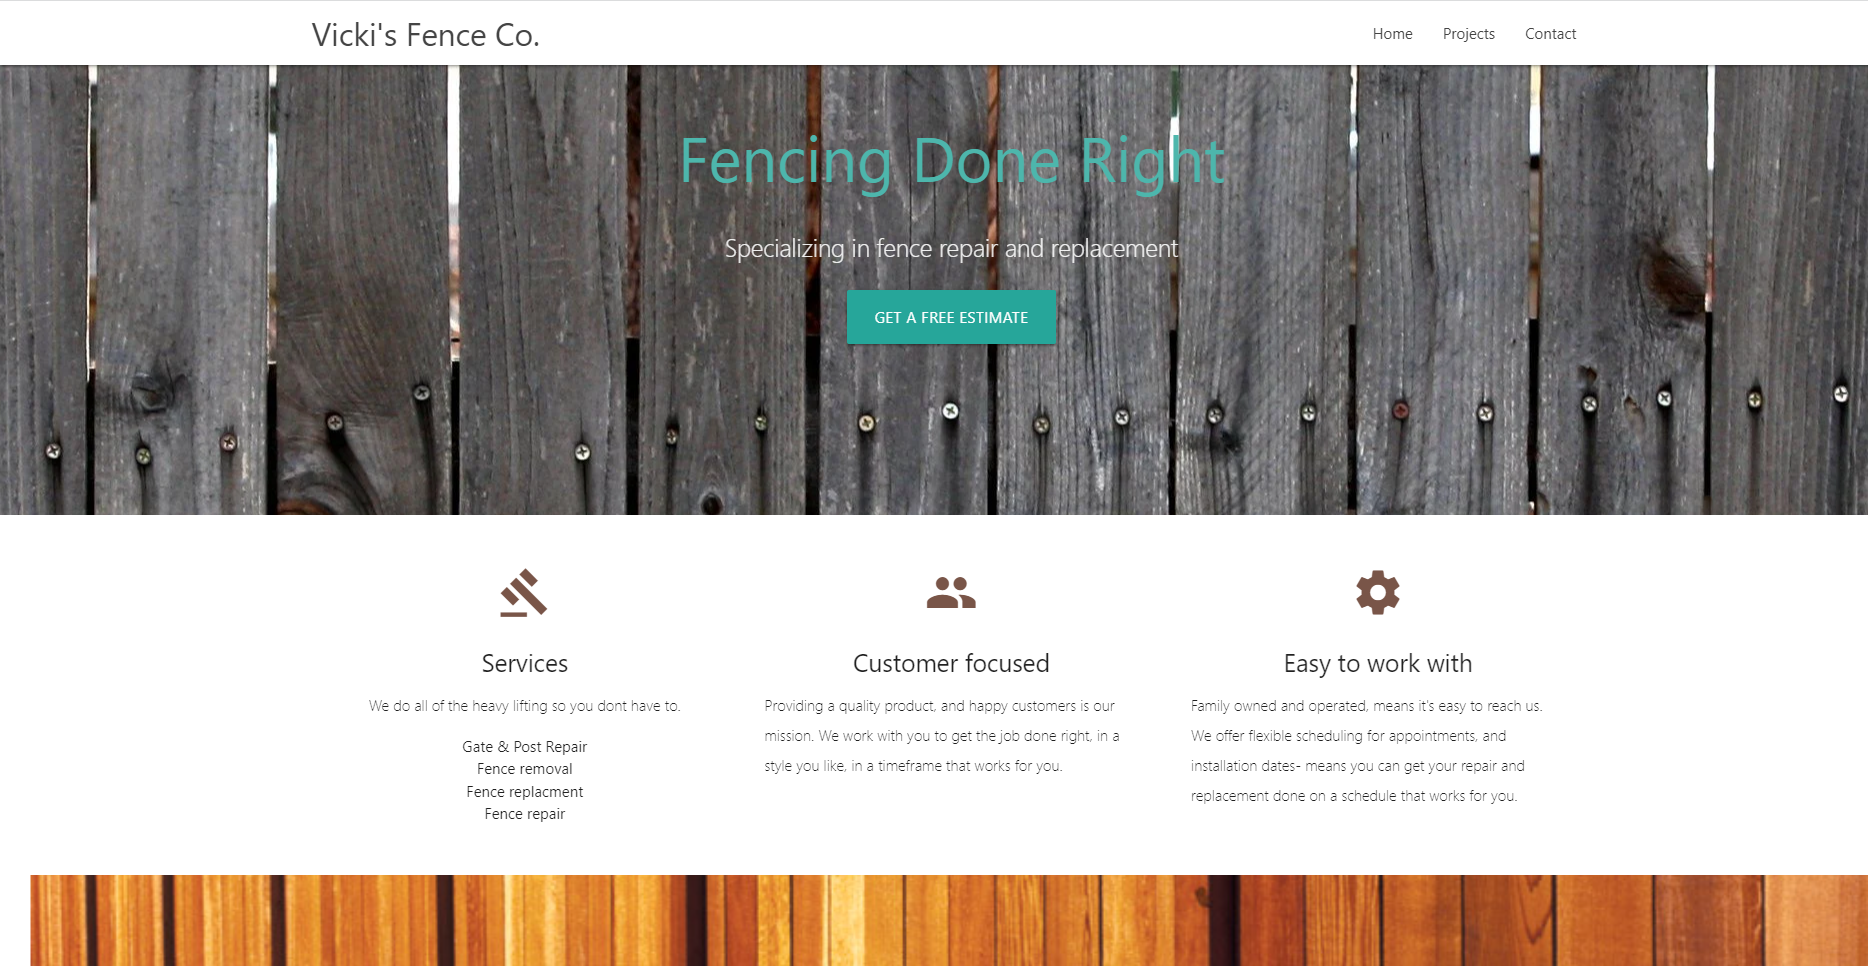 Vicki's Fence Co.
Home Projects Contact
Fencing Done Right
Specializing in fence repair and replacement
GET A FREE ESTIMATE
Services
We do all of the heavy lifting so you dont have to.
Gate & Post Repair
Fence removal
Fence replacment
Fence repair
Customer focused
Providing a quality product, and happy customers is our
mission. We work with you to get the job done right, in a
style you like, in a timeframe that works for you.
Easy to work with
Family owned and operated, means it's easy to reach us.
We offer flexible scheduling for appointments, and
installation dates- means you can get your repair and
replacement done on a schedule that works for you.